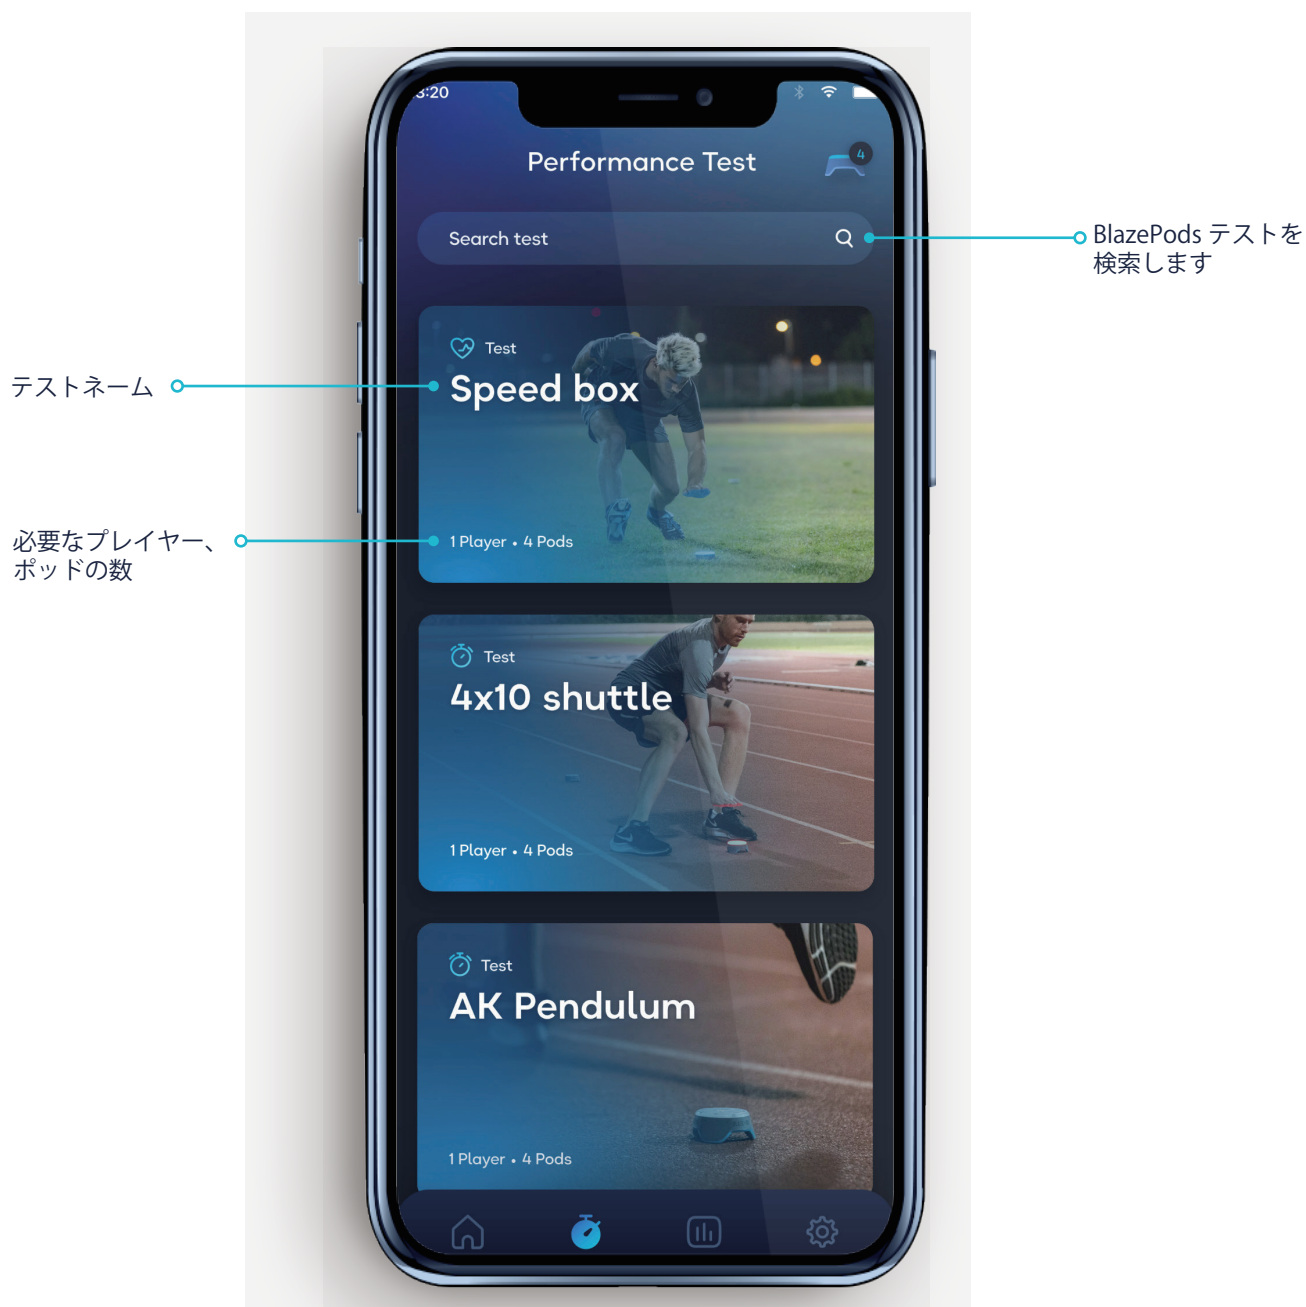 3:20
Performance Test
4
Search test
BlazePods テストを
検索します
Test
テストネーム
Speed box
必要なプレイヤー、
ポッドの数
1 Player • 4 Pods
Test
4x10 shuttle
1 Player • 4 Pods
Test
AK Pendulum
1 Player • 4 Pods